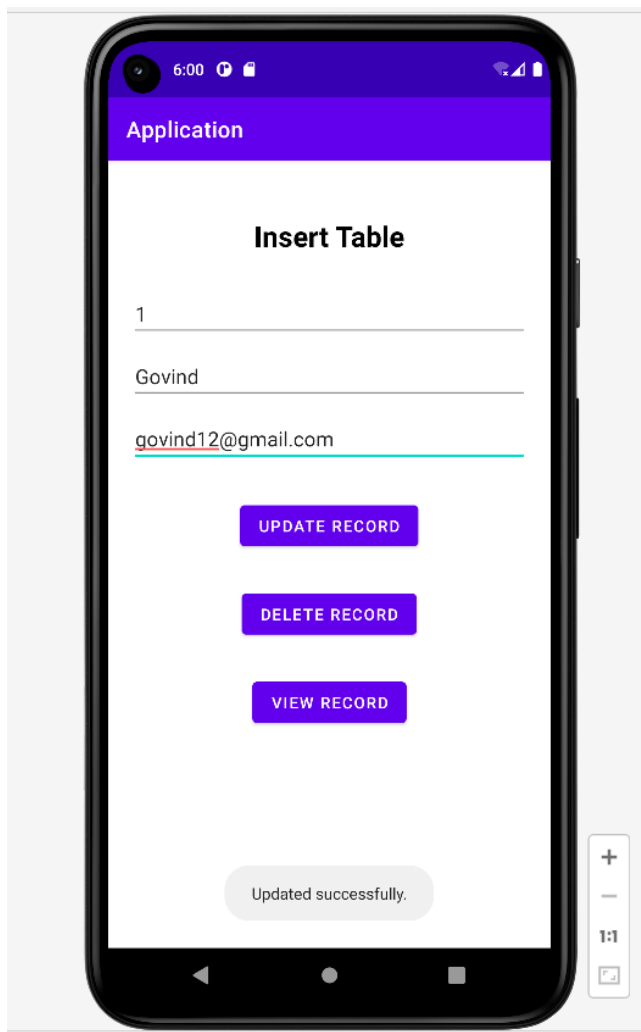 6:00
Application
Insert Table
1
Govind
govind12@gmail.com
UPDATE RECORD
DELETE RECORD
VIEW RECORD
Updated successfully.
1:1